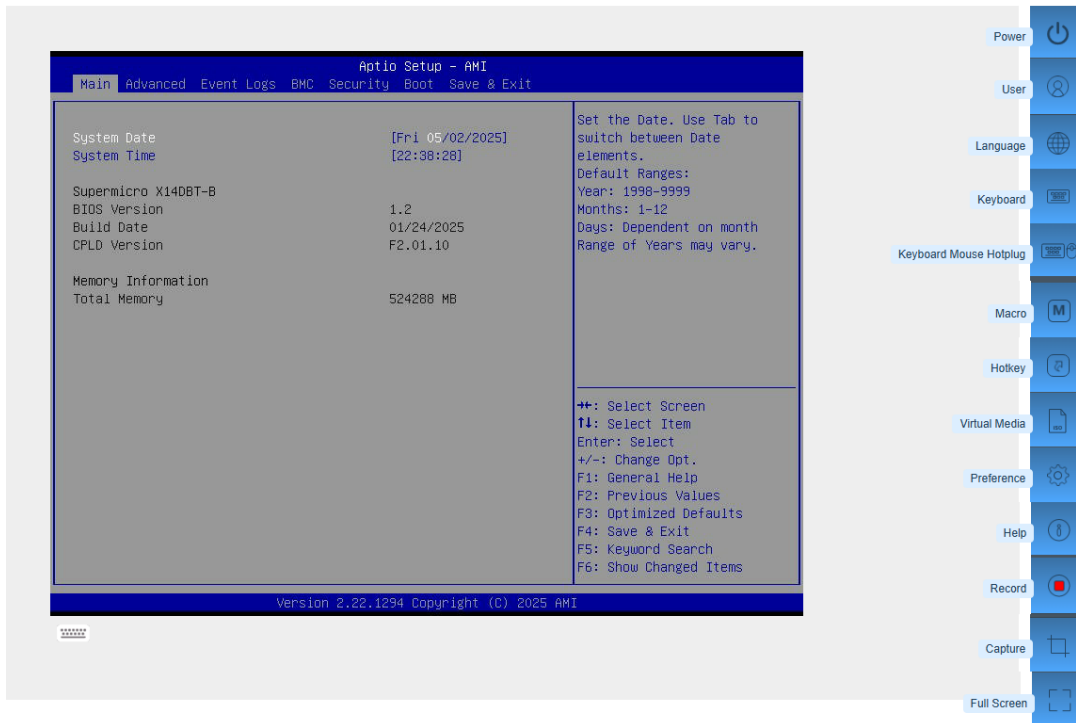 Aptio Setup – AMI
Main Advanced Event Logs BMC Security Boot Save & Exit
System Date [Fri 05/02/2025]
System Time [22:38:28]
Supermicro X14DBT-B
BIOS Version 1.2
Build Date 01/24/2025
CPLD Version F2.01.10
Memory Information
Total Memory 524288 MB
Set the Date. Use Tab to
switch between Date
elements.
Default Ranges:
Year: 1998-9999
Months: 1-12
Days: Dependent on month
Range of Years may vary.
→←: Select Screen
↑↓: Select Item
Enter: Select
+/-: Change Opt.
F1: General Help
F2: Previous Values
F3: Optimized Defaults
F4: Save & Exit
F5: Keyword Search
F6: Show Changed Items
Version 2.22.1294 Copyright (C) 2025 AMI
Power
User
Language
Keyboard
Keyboard Mouse Hotplug
Macro
M
Hotkey
Virtual Media
ISO
Preference
Help
Record
Capture
Full Screen